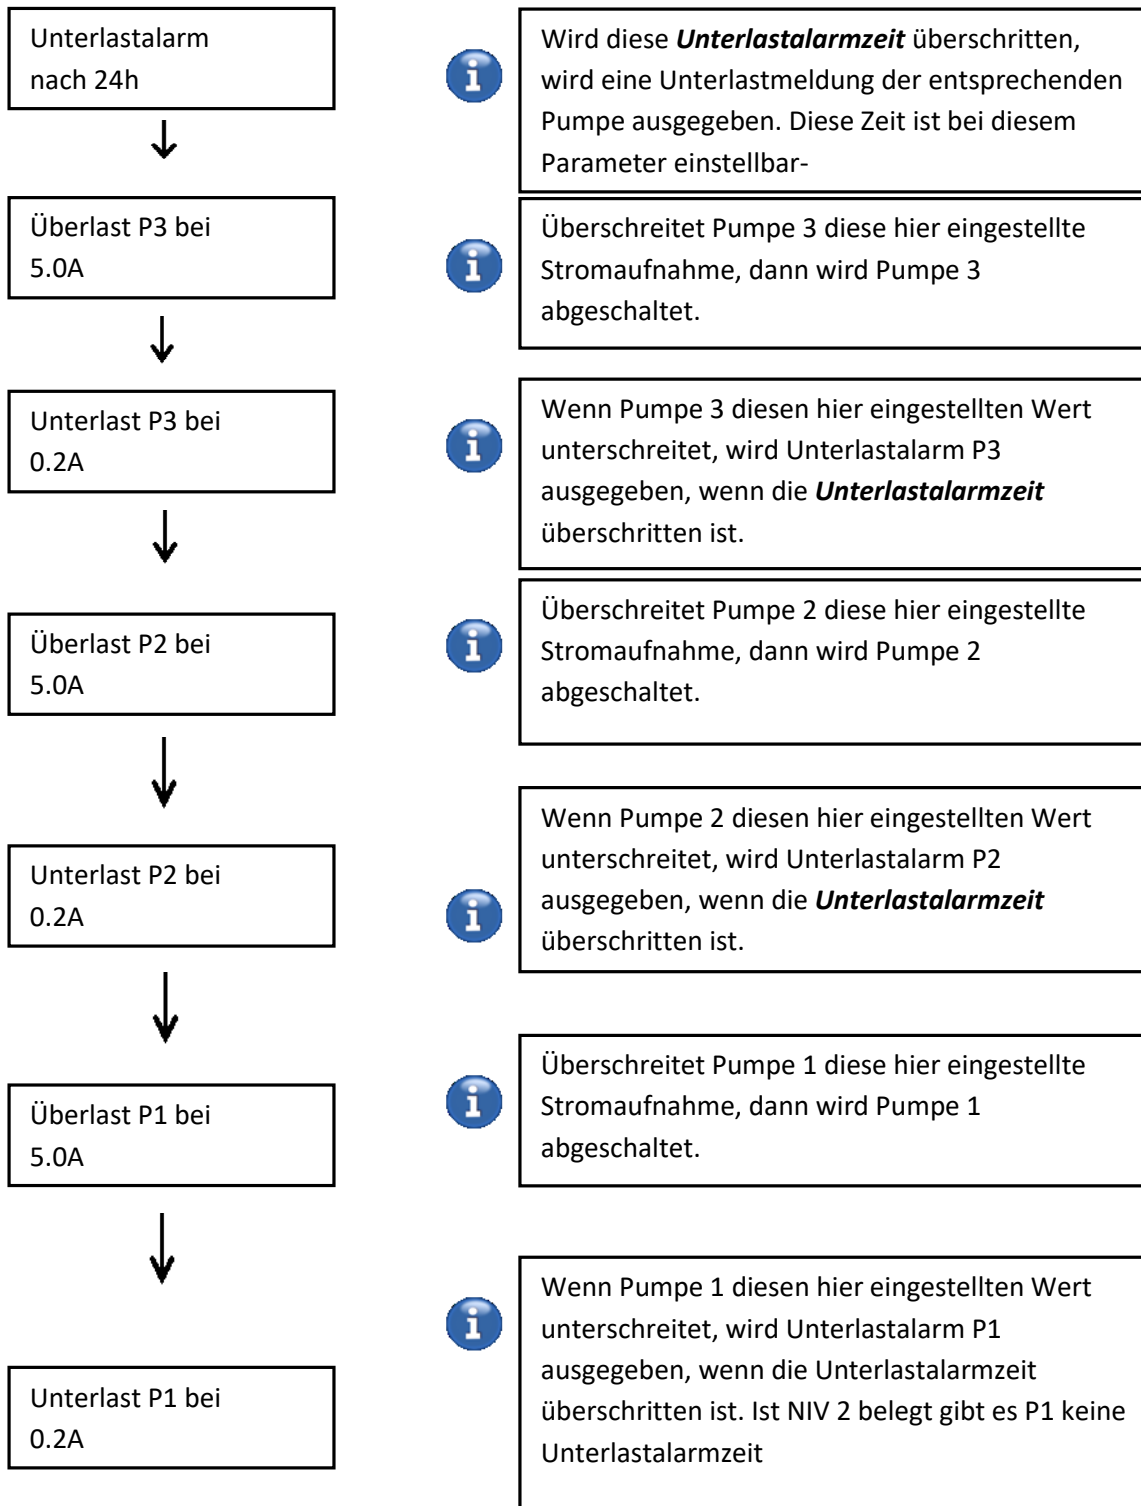 Unterlastalarm
nach 24h
Wird diese Unterlastalarmzeit überschritten,
wird eine Unterlastmeldung der entsprechenden
Pumpe ausgegeben. Diese Zeit ist bei diesem
Parameter einstellbar-
Überlast P3 bei
5.0A
Überschreitet Pumpe 3 diese hier eingestellte
Stromaufnahme, dann wird Pumpe 3
abgeschaltet.
Unterlast P3 bei
0.2A
Wenn Pumpe 3 diesen hier eingestellten Wert
unterschreitet, wird Unterlastalarm P3
ausgegeben, wenn die Unterlastalarmzeit
überschritten ist.
Überlast P2 bei
5.0A
Überschreitet Pumpe 2 diese hier eingestellte
Stromaufnahme, dann wird Pumpe 2
abgeschaltet.
Unterlast P2 bei
0.2A
Wenn Pumpe 2 diesen hier eingestellten Wert
unterschreitet, wird Unterlastalarm P2
ausgegeben, wenn die Unterlastalarmzeit
überschritten ist.
Überlast P1 bei
5.0A
Überschreitet Pumpe 1 diese hier eingestellte
Stromaufnahme, dann wird Pumpe 1
abgeschaltet.
Unterlast P1 bei
0.2A
Wenn Pumpe 1 diesen hier eingestellten Wert
unterschreitet, wird Unterlastalarm P1
ausgegeben, wenn die Unterlastalarmzeit
überschritten ist. Ist NIV 2 belegt gibt es P1 keine
Unterlastalarmzeit